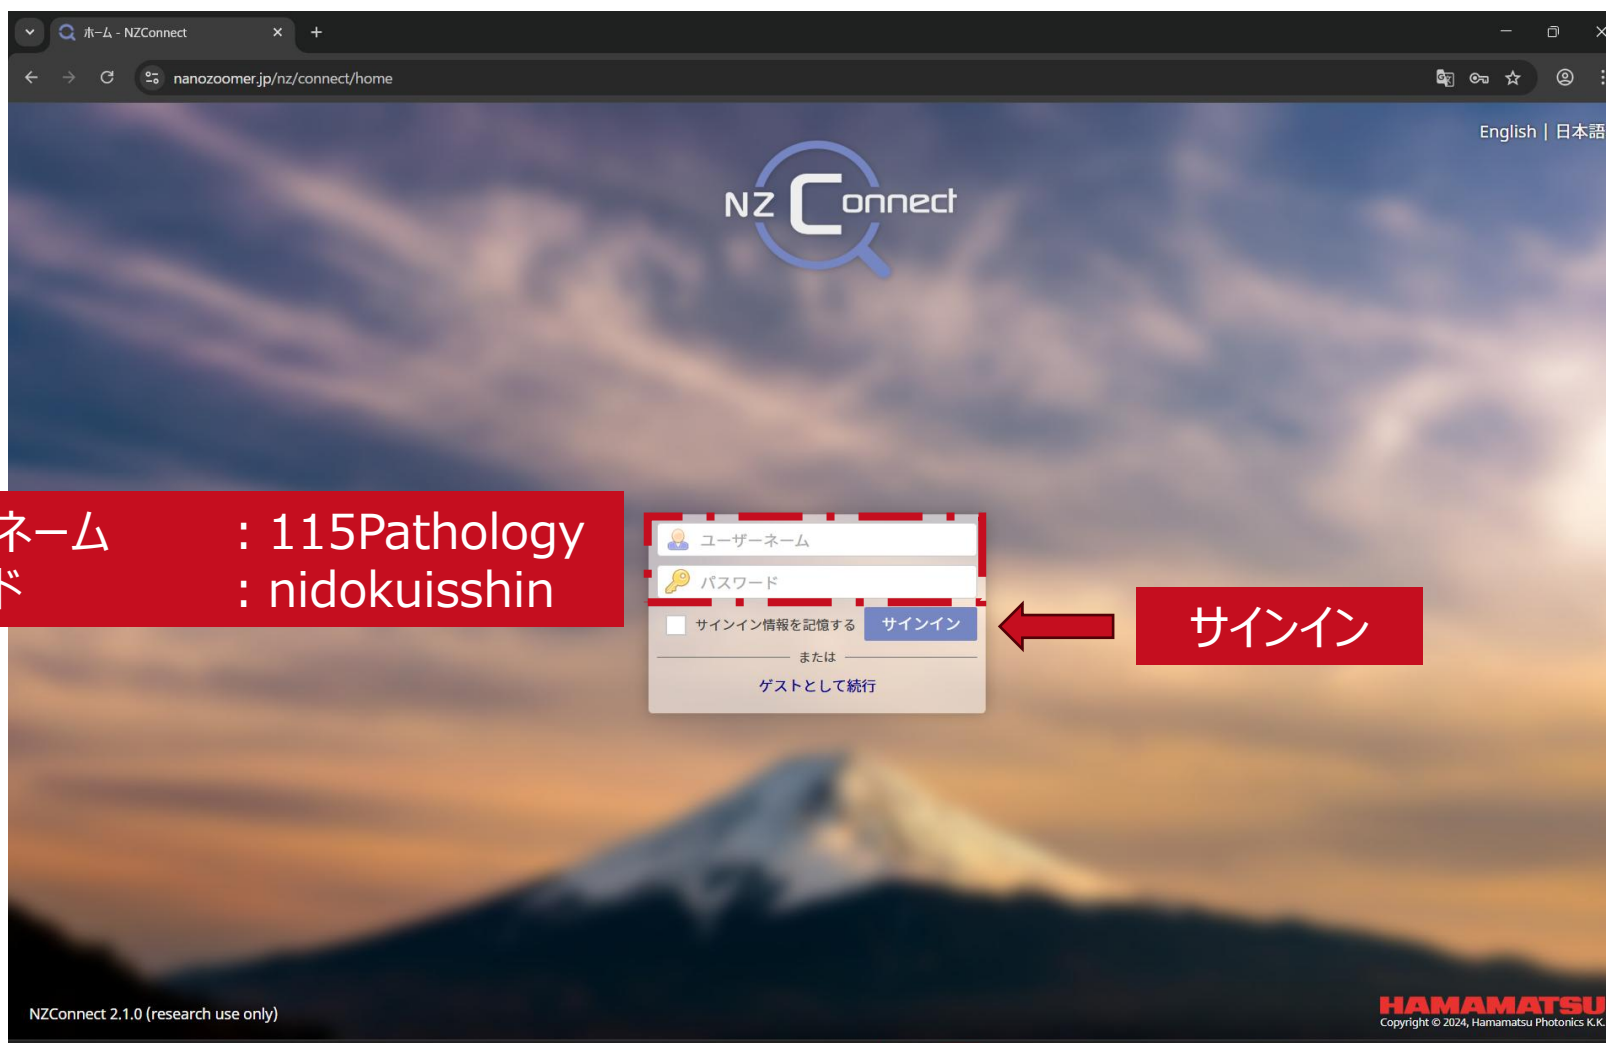 ホーム - NZConnect
nanozoomer.jp/nz/connect/home
English | 日本語
NZ Connect
ネーム : 115Pathology
ド : nidokuisshin
ユーザーネーム
パスワード
サインイン情報を記憶する サインイン
サインイン
または
ゲストとして続行
NZConnect 2.1.0 (research use only)
HAMAMATSU
Copyright © 2024, Hamamatsu Photonics K.K.